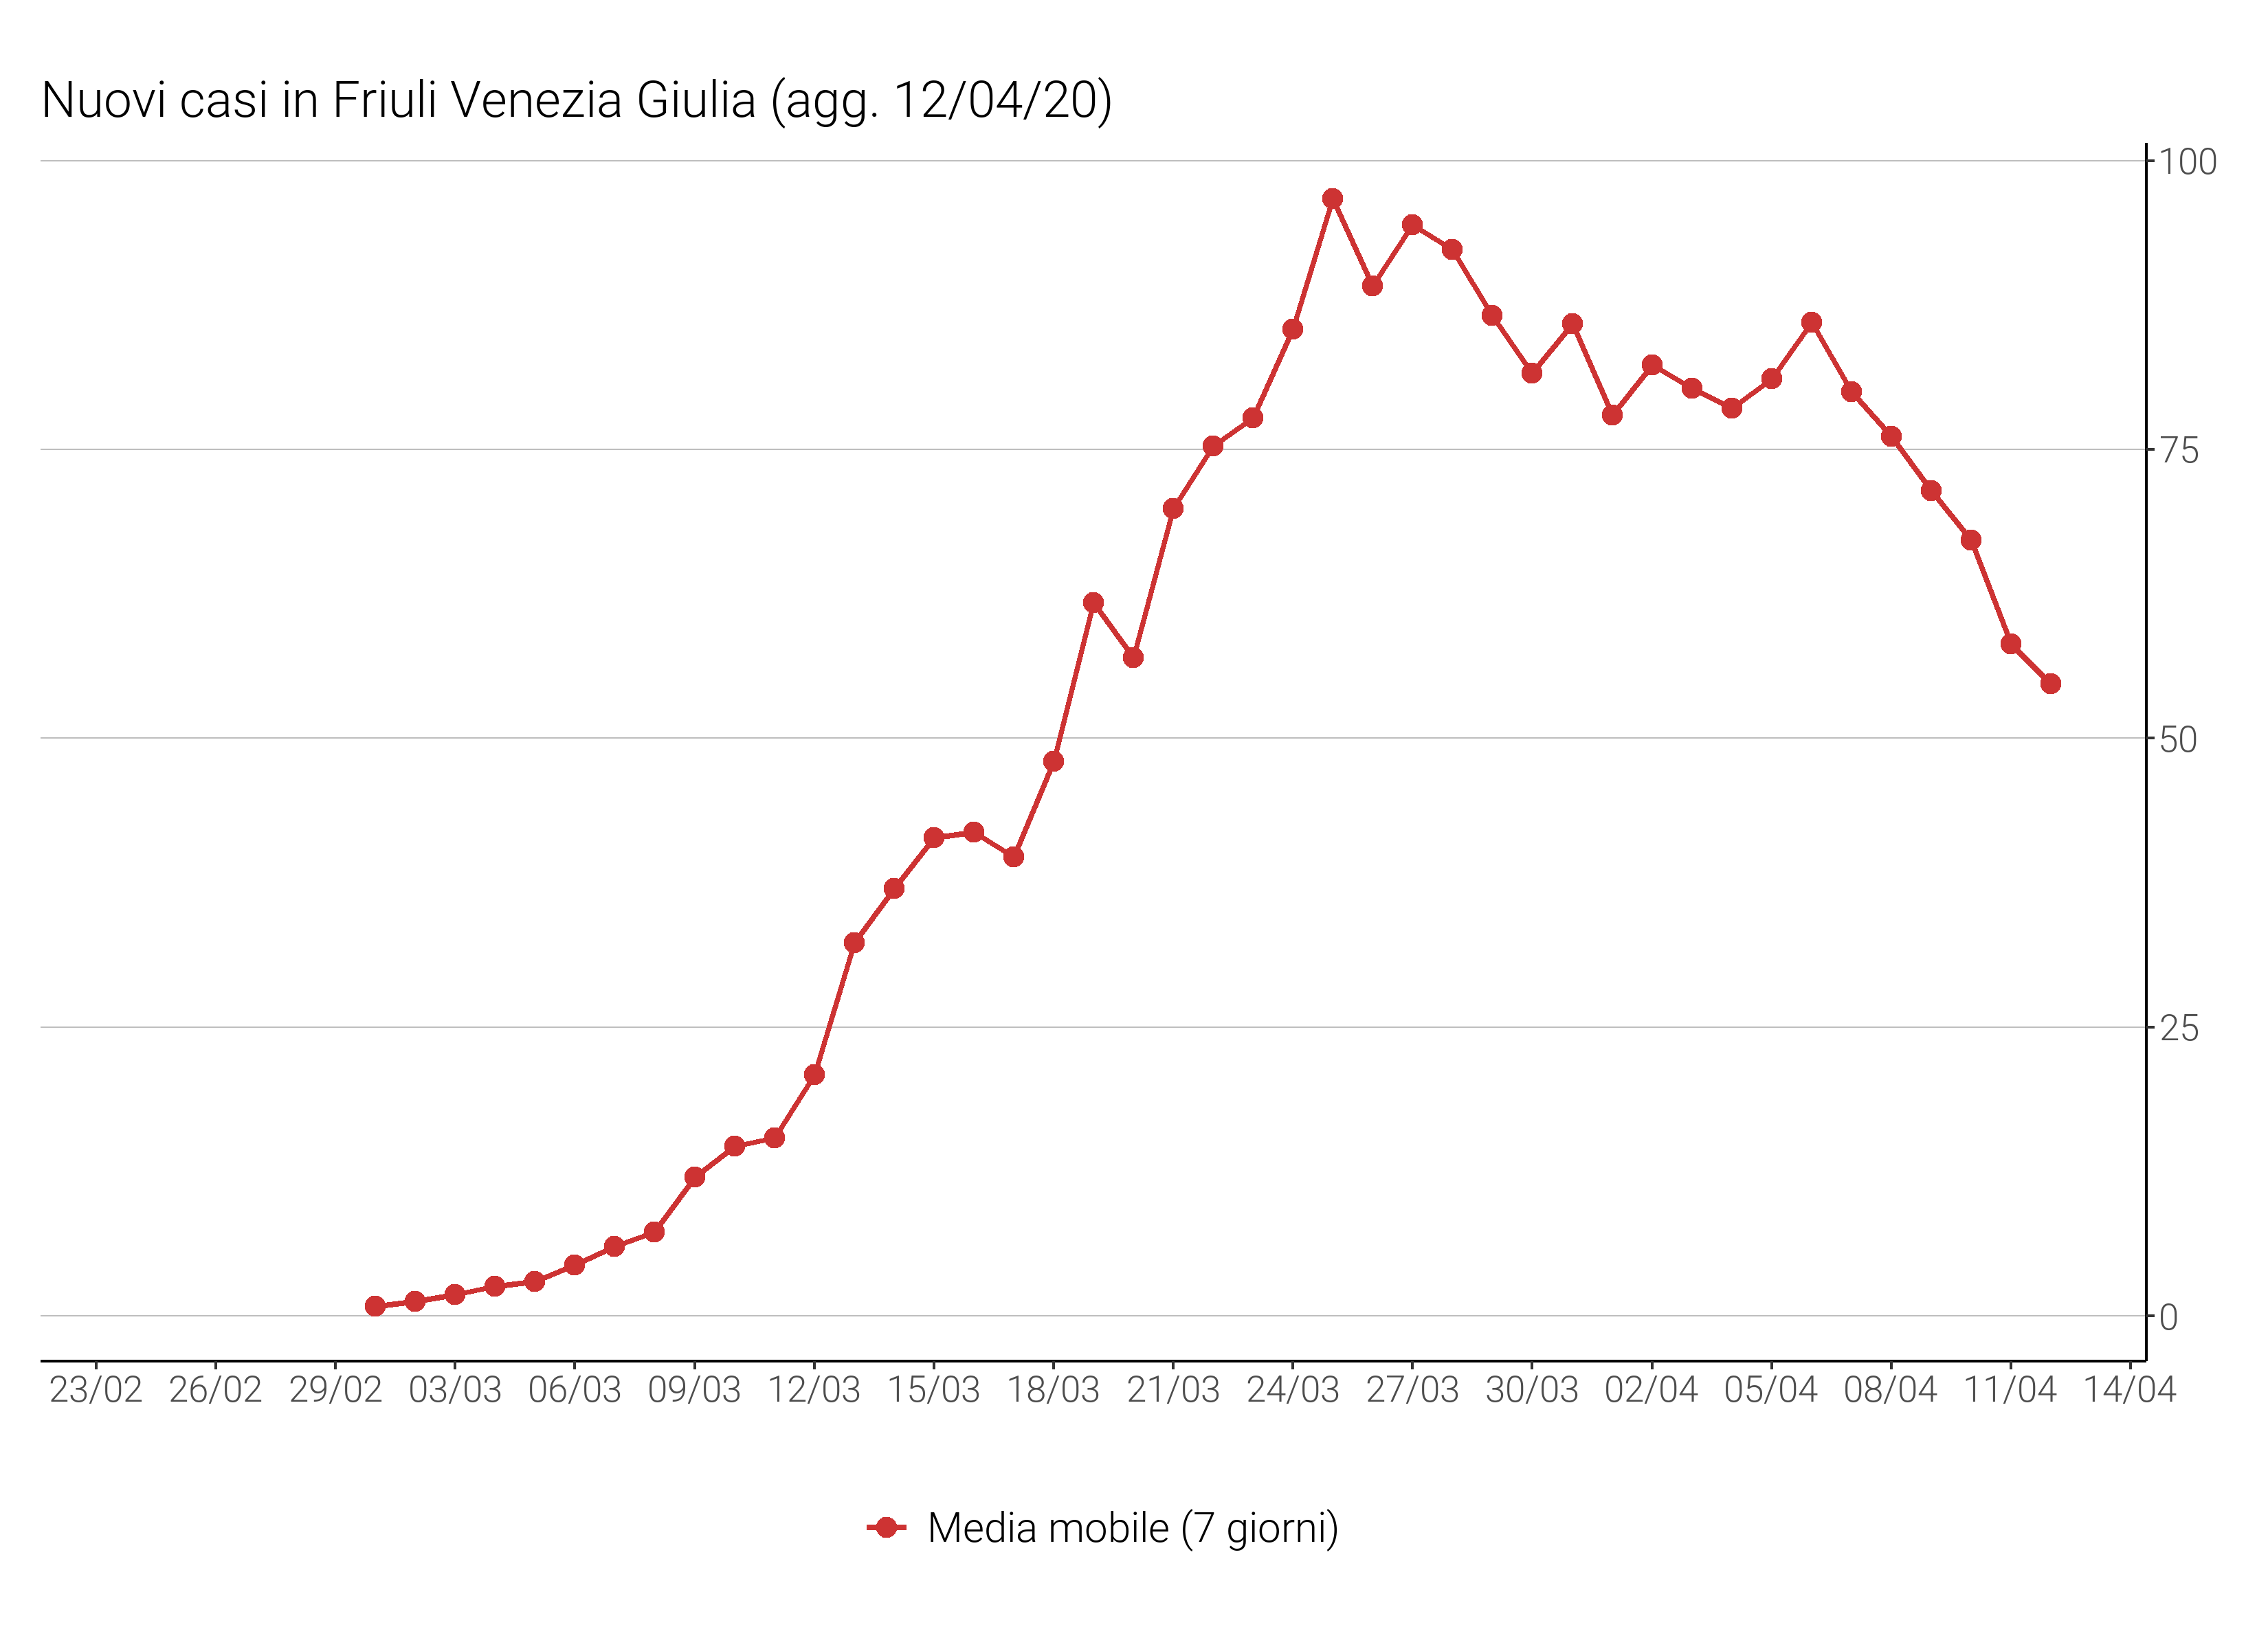 Nuovi casi in Friuli Venezia Giulia (agg. 12/04/20)
100
75
50
25
0
23/02 26/02 29/02 03/03 06/03 09/03 12/03 15/03 18/03 21/03 24/03 27/03 30/03 02/04 05/04 08/04 11/04 14/04
Media mobile (7 giorni)